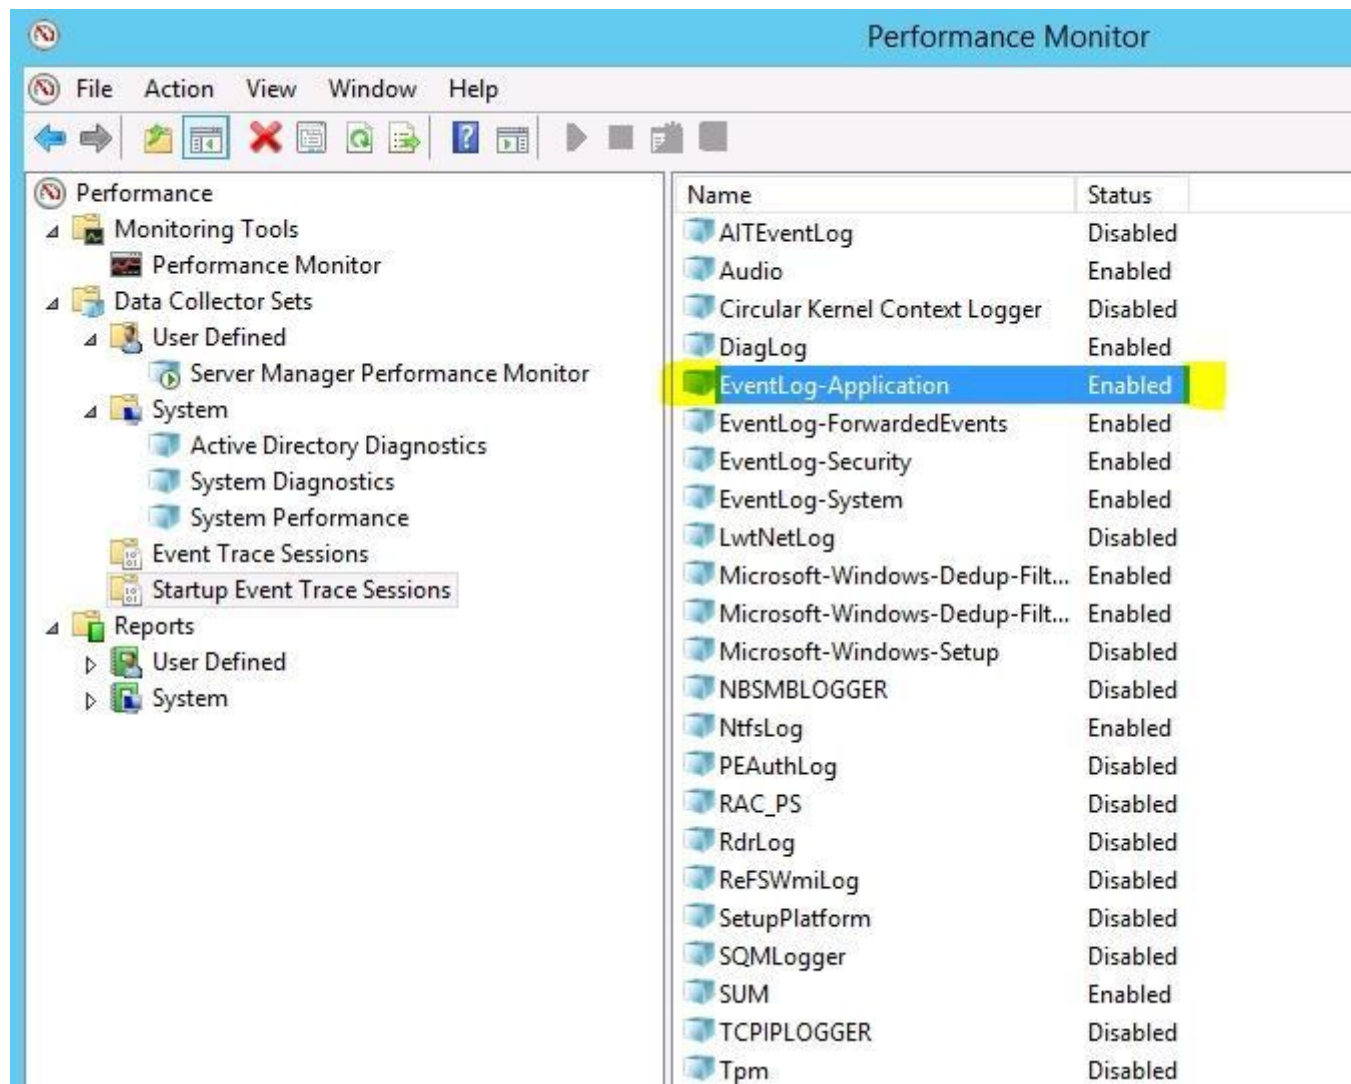 Performance Monitor
File Action View Window Help
Performance
Monitoring Tools
Performance Monitor
Data Collector Sets
User Defined
Server Manager Performance Monitor
System
Active Directory Diagnostics
System Diagnostics
System Performance
Event Trace Sessions
Startup Event Trace Sessions
Reports
User Defined
System
Name Status
AITEventLog Disabled
Audio Enabled
Circular Kernel Context Logger Disabled
DiagLog Enabled
EventLog-Application Enabled
EventLog-ForwardedEvents Enabled
EventLog-Security Enabled
EventLog-System Enabled
LwtNetLog Disabled
Microsoft-Windows-Dedup-Filt... Enabled
Microsoft-Windows-Dedup-Filt... Enabled
Microsoft-Windows-Setup Disabled
NBSMBLOGGER Disabled
NtfsLog Enabled
PEAuthLog Disabled
RAC_PS Disabled
RdrLog Disabled
ReFSWmiLog Disabled
SetupPlatform Disabled
SQMLogger Disabled
SUM Enabled
TCPIPLOGGER Disabled
Tpm Disabled